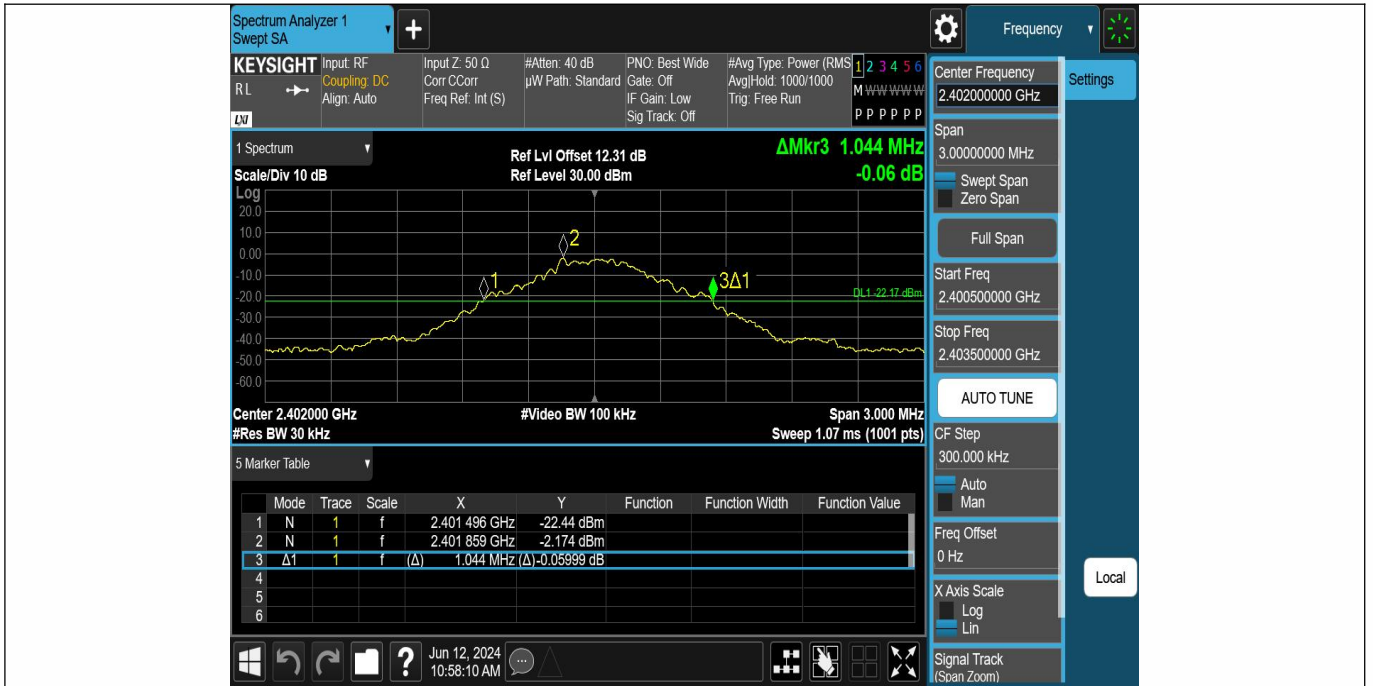 Spectrum Analyzer 1
Swept SA
+
Frequency
KEYSIGHT
RL
LXI
Input: RF
Coupling: DC
Align: Auto
Input Z: 50 Ω
Corr CCorr
Freq Ref: Int (S)
#Atten: 40 dB
µW Path: Standard
PNO: Best Wide
Gate: Off
IF Gain: Low
Sig Track: Off
#Avg Type: Power (RMS
Avg|Hold: 1000/1000
Trig: Free Run
1 2 3 4 5 6
M W W W W W
P P P P P P
1 Spectrum
Scale/Div 10 dB
Ref Lvl Offset 12.31 dB
Ref Level 30.00 dBm
ΔMkr3 1.044 MHz
-0.06 dB
Log
20.0
10.0
0.00
-10.0
-20.0
-30.0
-40.0
-50.0
-60.0
1
2
3Δ1
DL1 -22.17 dBm
Center 2.402000 GHz
#Video BW 100 kHz
Span 3.000 MHz
#Res BW 30 kHz
Sweep 1.07 ms (1001 pts)
5 Marker Table
Mode Trace Scale X Y Function Function Width Function Value
1 N 1 f 2.401 496 GHz -22.44 dBm
2 N 1 f 2.401 859 GHz -2.174 dBm
3 Δ1 1 f (Δ) 1.044 MHz (Δ) -0.05999 dB
4
5
6
?
Jun 12, 2024
10:58:10 AM
Center Frequency
2.402000000 GHz
Settings
Span
3.00000000 MHz
Swept Span
Zero Span
Full Span
Start Freq
2.400500000 GHz
Stop Freq
2.403500000 GHz
AUTO TUNE
CF Step
300.000 kHz
Auto
Man
Freq Offset
0 Hz
X Axis Scale
Log
Lin
Signal Track
(Span Zoom)
Local